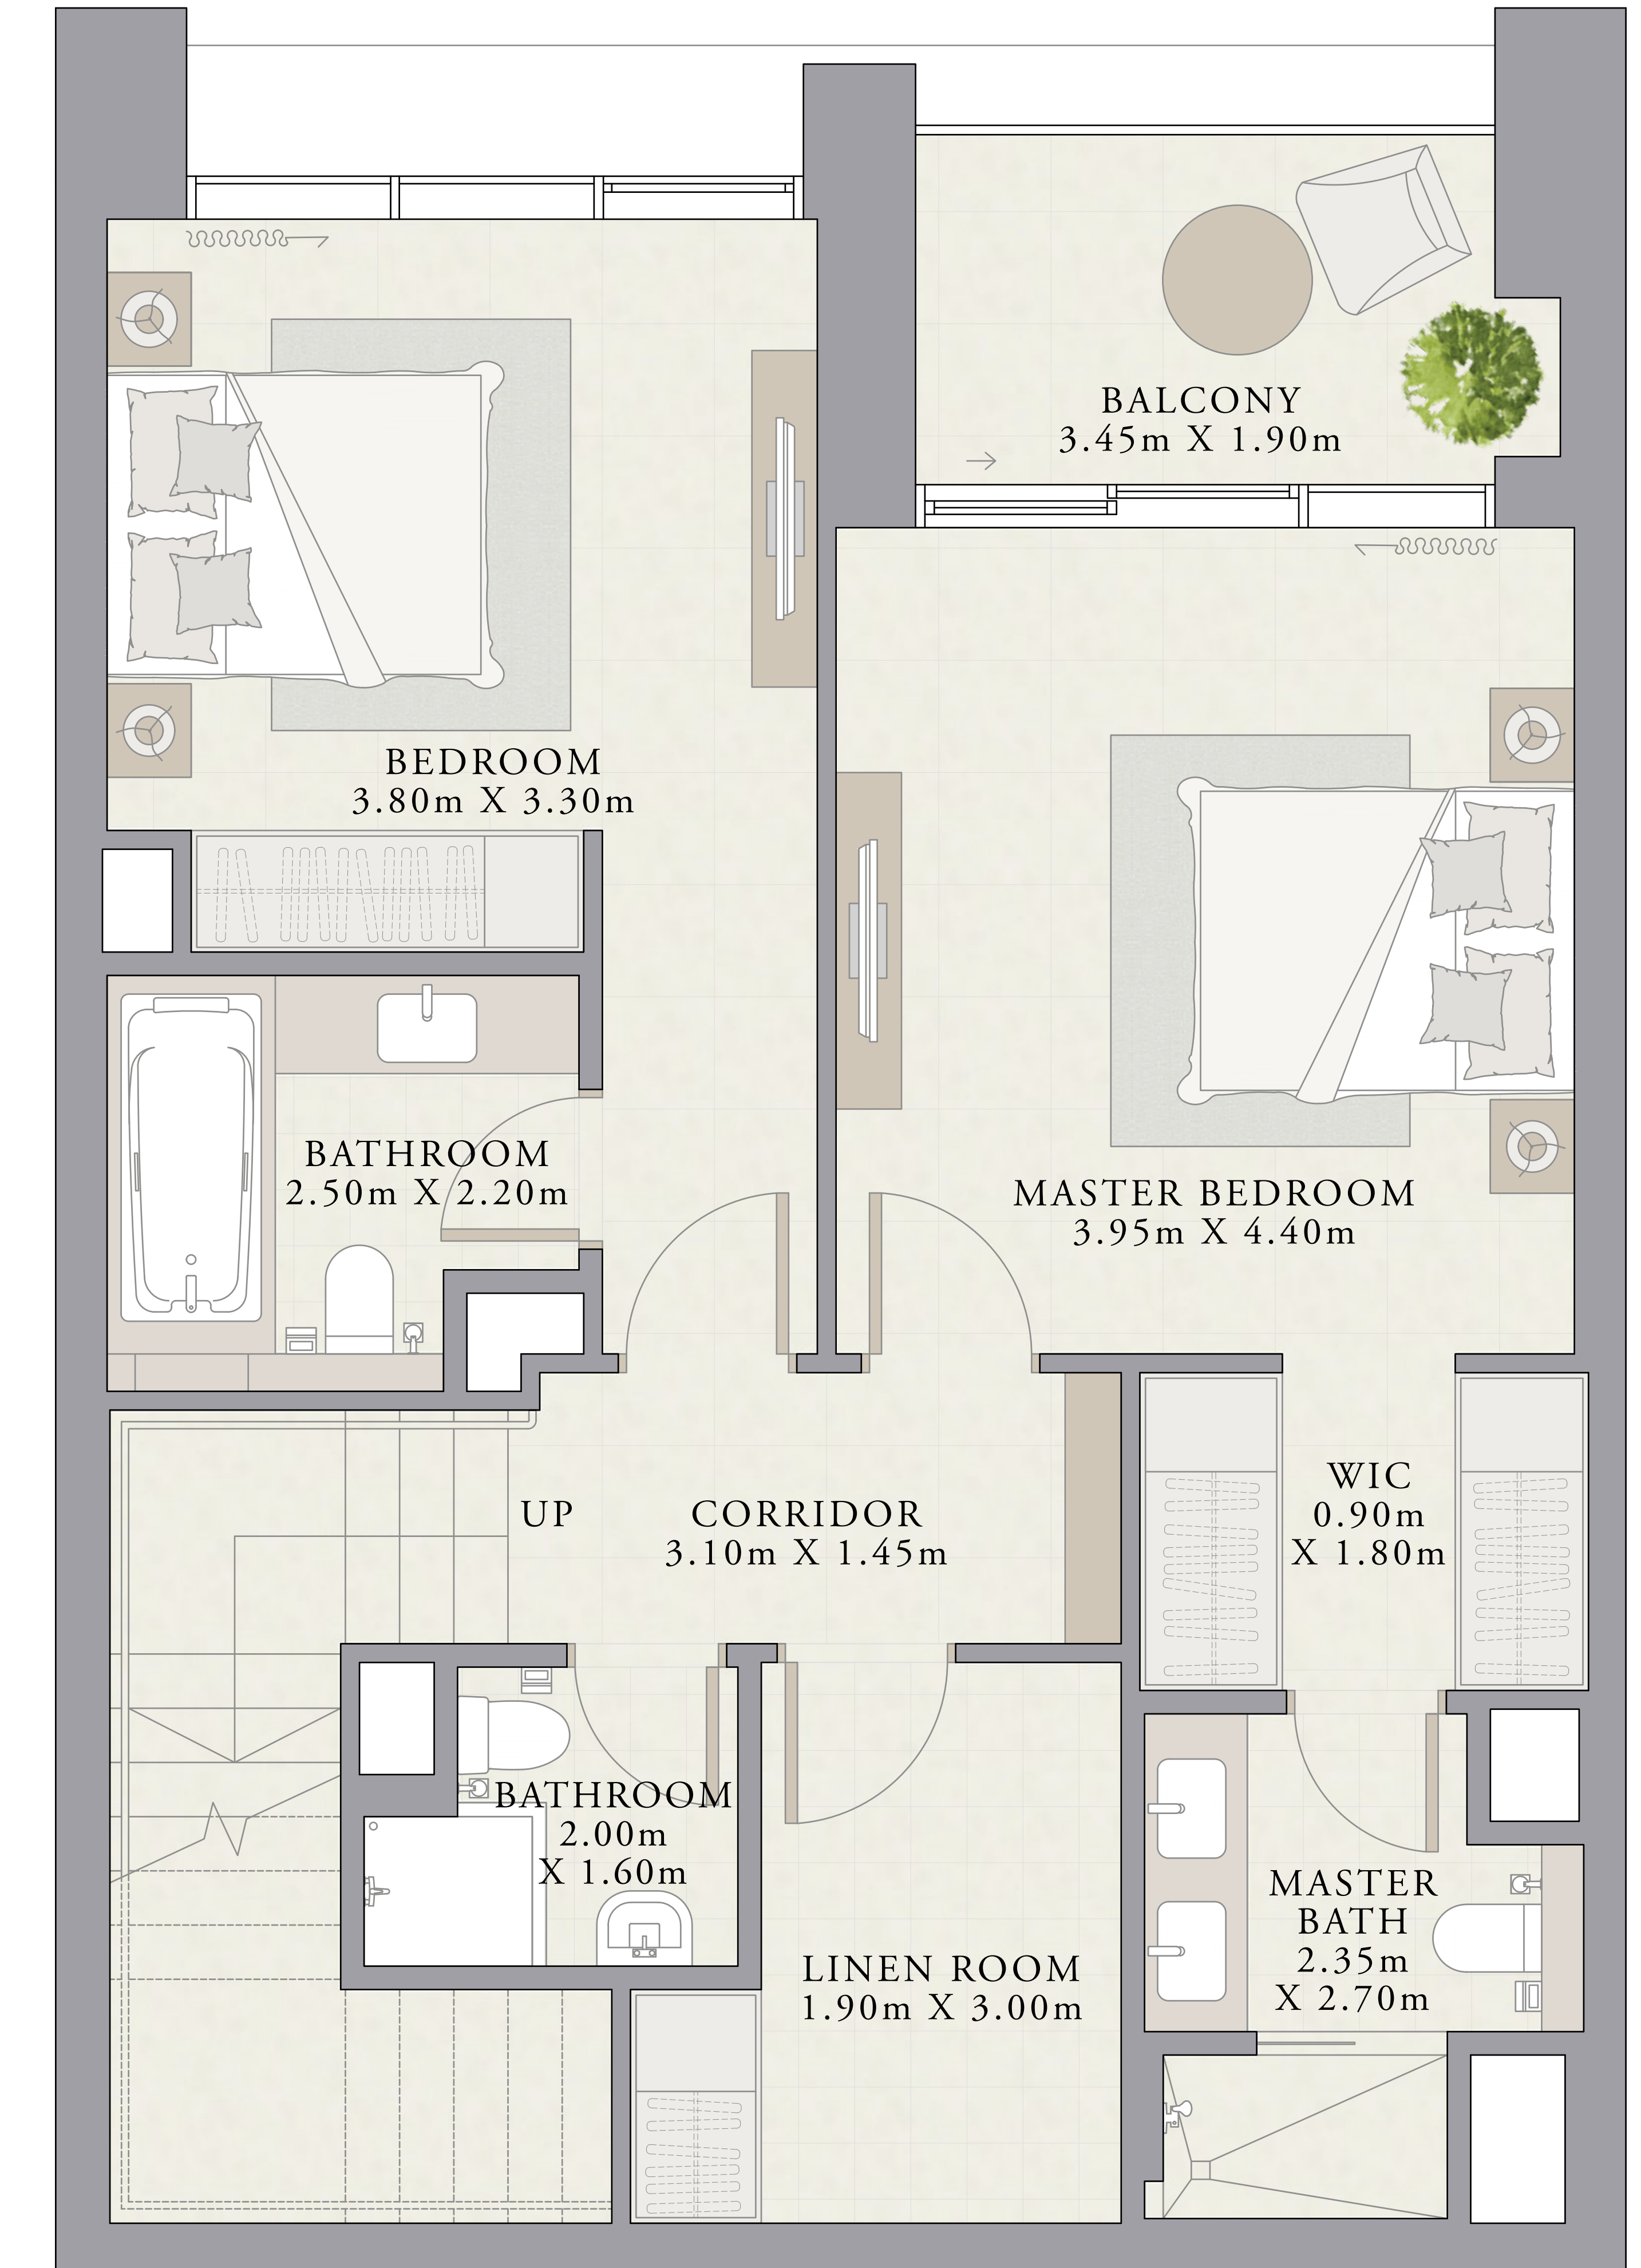 BALCONY
3.45m X 1.90m
BEDROOM
3.80m X 3.30m
BATHROOM
2.50m X 2.20m
MASTER BEDROOM
3.95m X 4.40m
WIC
0.90m
X 1.80m
UP
CORRIDOR
3.10m X 1.45m
BATHROOM
2.00m
X 1.60m
MASTER
BATH
2.35m
X 2.70m
LINEN ROOM
1.90m X 3.00m